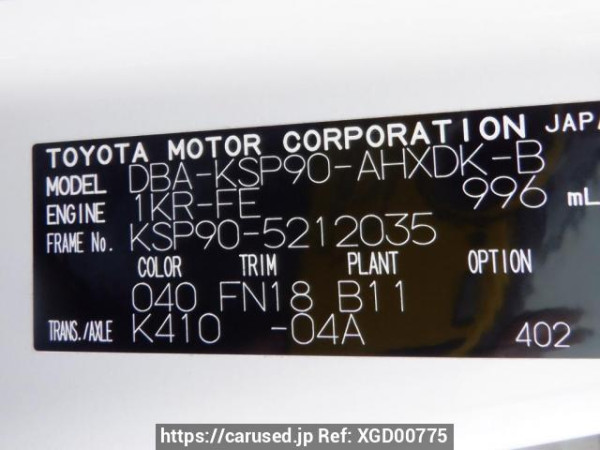 TOYOTA MOTOR CORPORATION JAPA
MODEL DBA-KSP90-AHXDK-B
ENGINE 1KR-FE 996 mL
FRAME No. KSP90-5212035
COLOR TRIM PLANT OPTION
040 FN18 B11
TRANS./AXLE K410 -04A 402
https://carused.jp Ref: XGD00775